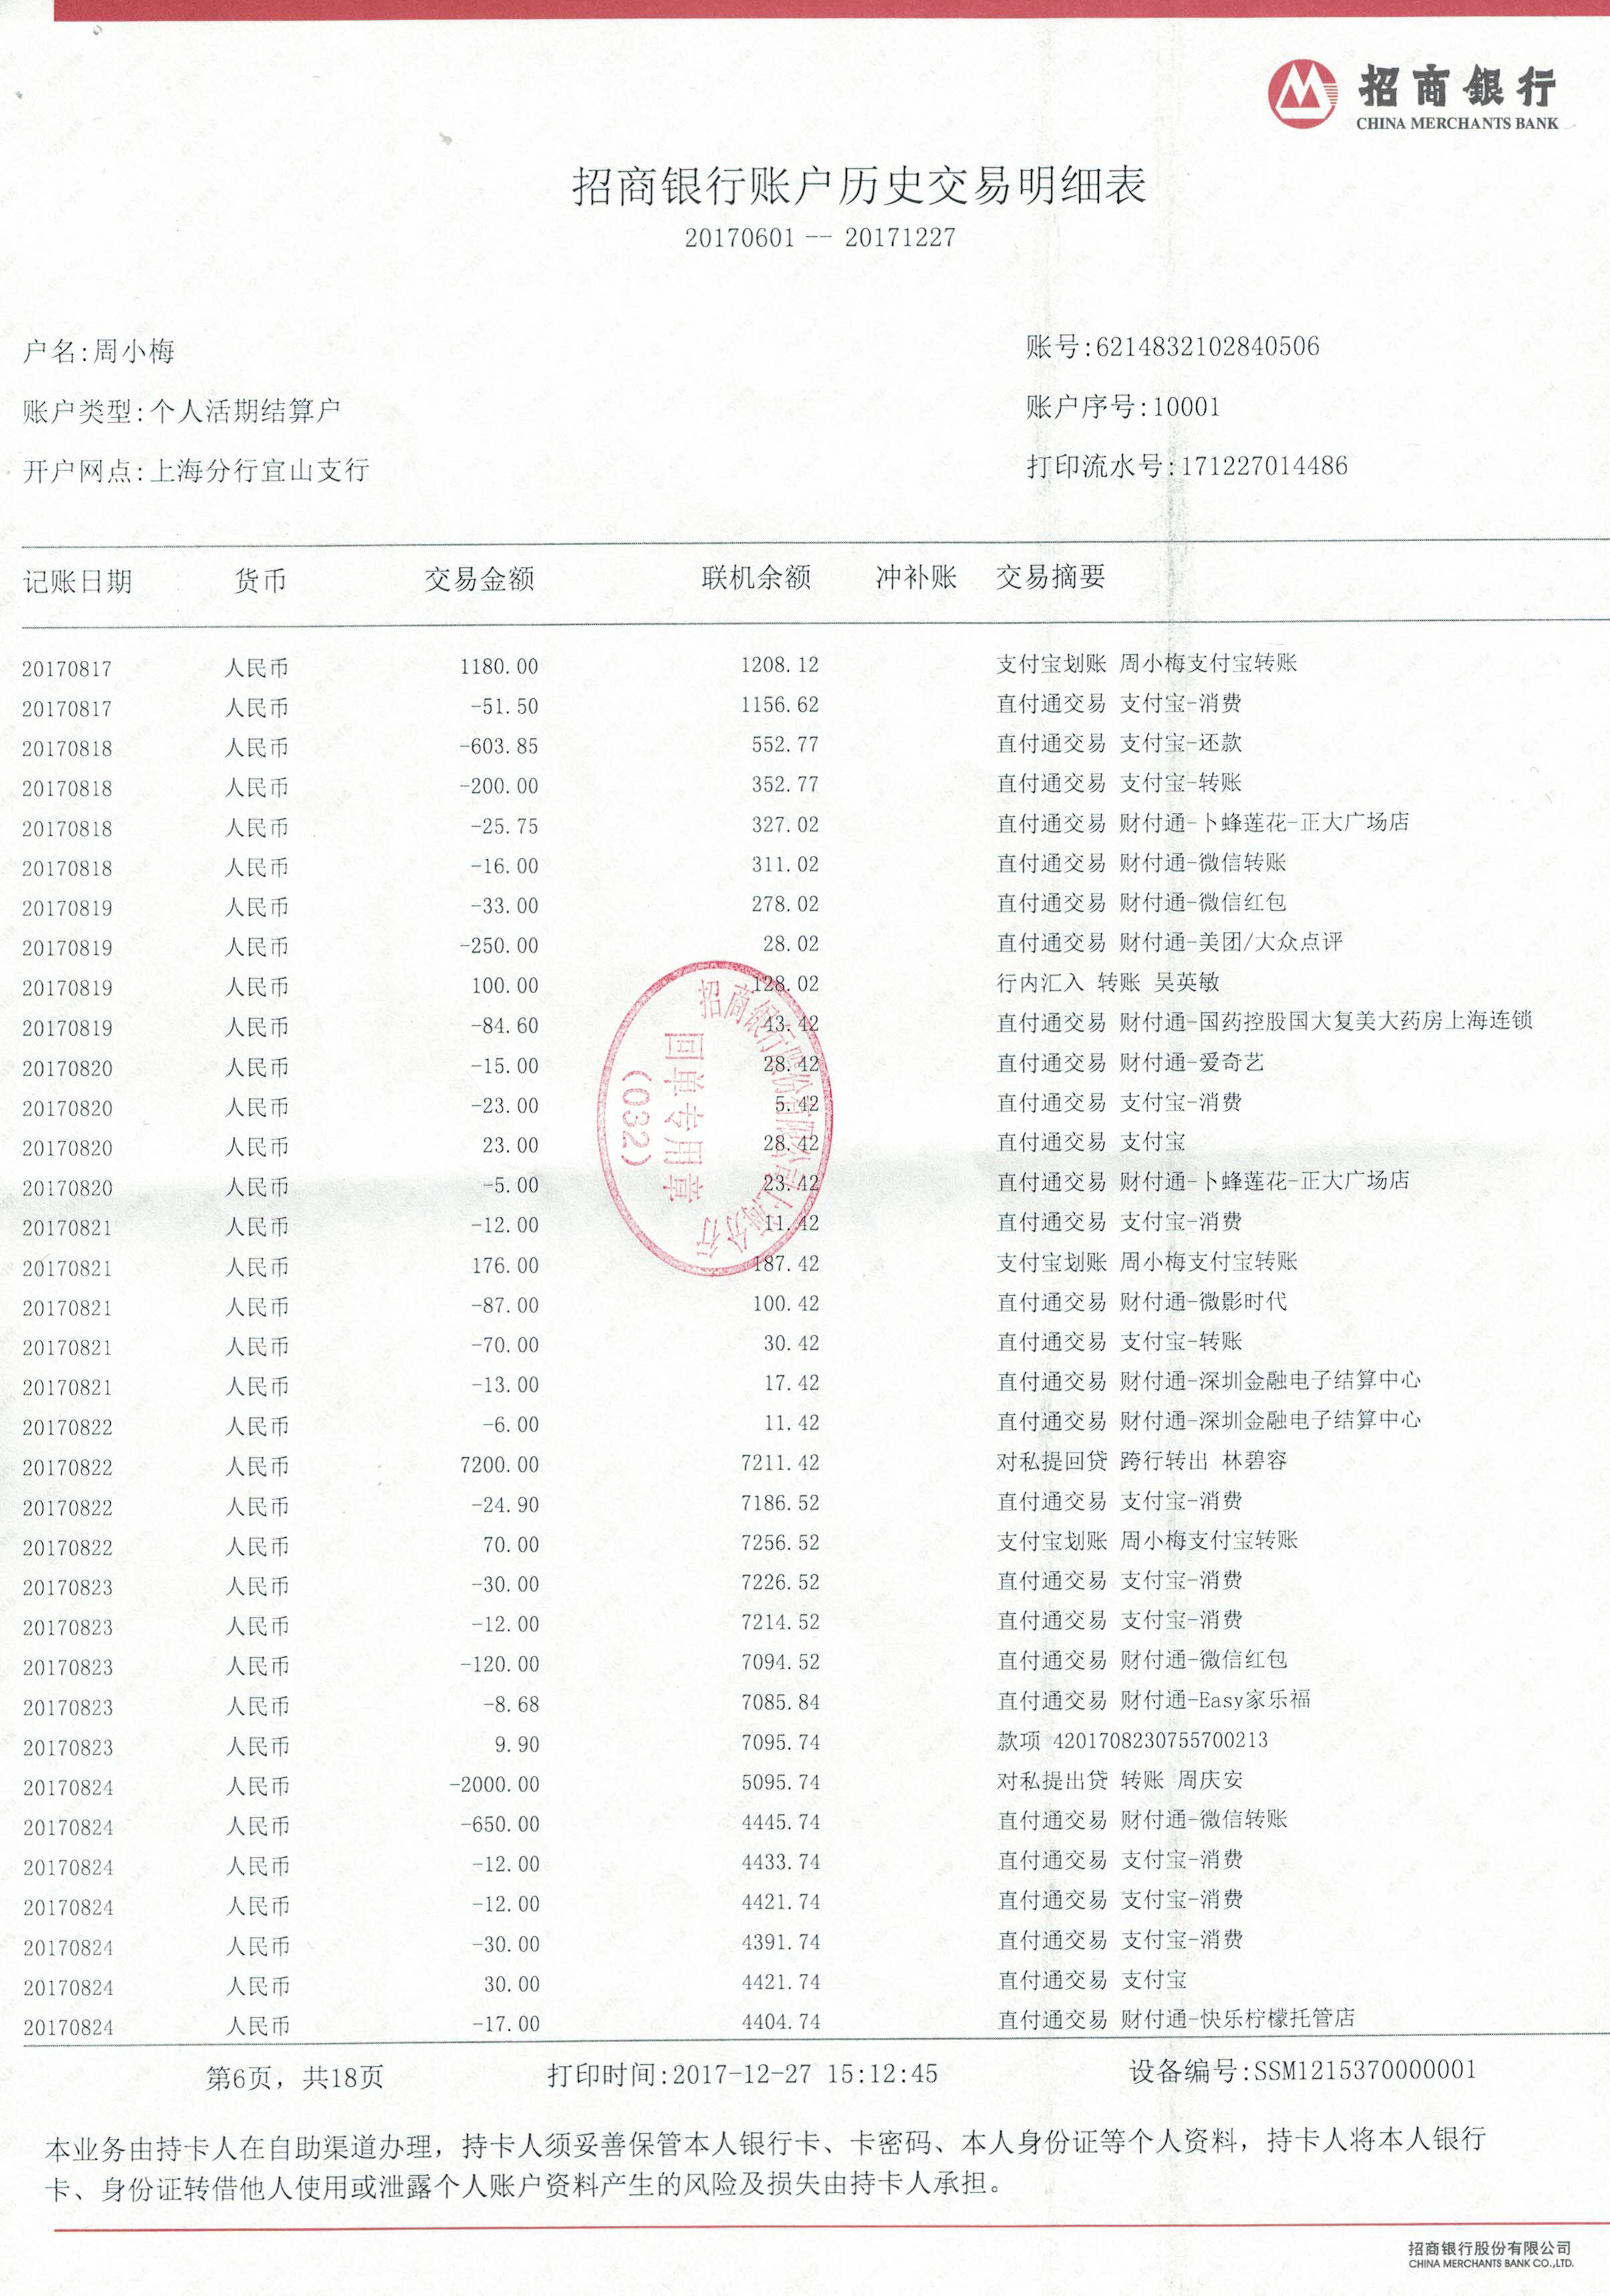 招商银行
CHINA MERCHANTS BANK
招商银行账户历史交易明细表
20170601 -- 20171227
户名:周小梅 账号:6214832102840506
账户类型:个人活期结算户 账户序号:10001
开户网点:上海分行宜山支行 打印流水号:171227014486
记账日期 货币 交易金额 联机余额 冲补账 交易摘要
20170817 人民币 1180.00 1208.12 支付宝划账 周小梅支付宝转账
20170817 人民币 -51.50 1156.62 直付通交易 支付宝-消费
20170818 人民币 -603.85 552.77 直付通交易 支付宝-还款
20170818 人民币 -200.00 352.77 直付通交易 支付宝-转账
20170818 人民币 -25.75 327.02 直付通交易 财付通-卜蜂莲花-正大广场店
20170818 人民币 -16.00 311.02 直付通交易 财付通-微信转账
20170819 人民币 -33.00 278.02 直付通交易 财付通-微信红包
20170819 人民币 -250.00 28.02 直付通交易 财付通-美团/大众点评
20170819 人民币 100.00 128.02 行内汇入 转账 吴英敏
20170819 人民币 -84.60 43.42 直付通交易 财付通-国药控股国大复美大药房上海连锁
20170820 人民币 -15.00 28.42 直付通交易 财付通-爱奇艺
20170820 人民币 -23.00 5.42 直付通交易 支付宝-消费
20170820 人民币 23.00 28.42 直付通交易 支付宝
20170820 人民币 -5.00 23.42 直付通交易 财付通-卜蜂莲花-正大广场店
20170821 人民币 -12.00 11.42 直付通交易 支付宝-消费
20170821 人民币 176.00 187.42 支付宝划账 周小梅支付宝转账
20170821 人民币 -87.00 100.42 直付通交易 财付通-微影时代
20170821 人民币 -70.00 30.42 直付通交易 支付宝-转账
20170821 人民币 -13.00 17.42 直付通交易 财付通-深圳金融电子结算中心
20170822 人民币 -6.00 11.42 直付通交易 财付通-深圳金融电子结算中心
20170822 人民币 7200.00 7211.42 对私提回贷 跨行转出 林碧容
20170822 人民币 -24.90 7186.52 直付通交易 支付宝-消费
20170822 人民币 70.00 7256.52 支付宝划账 周小梅支付宝转账
20170823 人民币 -30.00 7226.52 直付通交易 支付宝-消费
20170823 人民币 -12.00 7214.52 直付通交易 支付宝-消费
20170823 人民币 -120.00 7094.52 直付通交易 财付通-微信红包
20170823 人民币 -8.68 7085.84 直付通交易 财付通-Easy家乐福
20170823 人民币 9.90 7095.74 款项 4201708230755700213
20170824 人民币 -2000.00 5095.74 对私提出贷 转账 周庆安
20170824 人民币 -650.00 4445.74 直付通交易 财付通-微信转账
20170824 人民币 -12.00 4433.74 直付通交易 支付宝-消费
20170824 人民币 -12.00 4421.74 直付通交易 支付宝-消费
20170824 人民币 -30.00 4391.74 直付通交易 支付宝-消费
20170824 人民币 30.00 4421.74 直付通交易 支付宝
20170824 人民币 -17.00 4404.74 直付通交易 财付通-快乐柠檬托管店
招商银行股份有限公司上海分行
回单专用章
(032)
第6页，共18页 打印时间:2017-12-27 15:12:45 设备编号:SSM1215370000001
本业务由持卡人在自助渠道办理，持卡人须妥善保管本人银行卡、卡密码、本人身份证等个人资料，持卡人将本人银行
卡、身份证转借他人使用或泄露个人账户资料产生的风险及损失由持卡人承担。
招商银行股份有限公司
CHINA MERCHANTS BANK CO.,LTD.